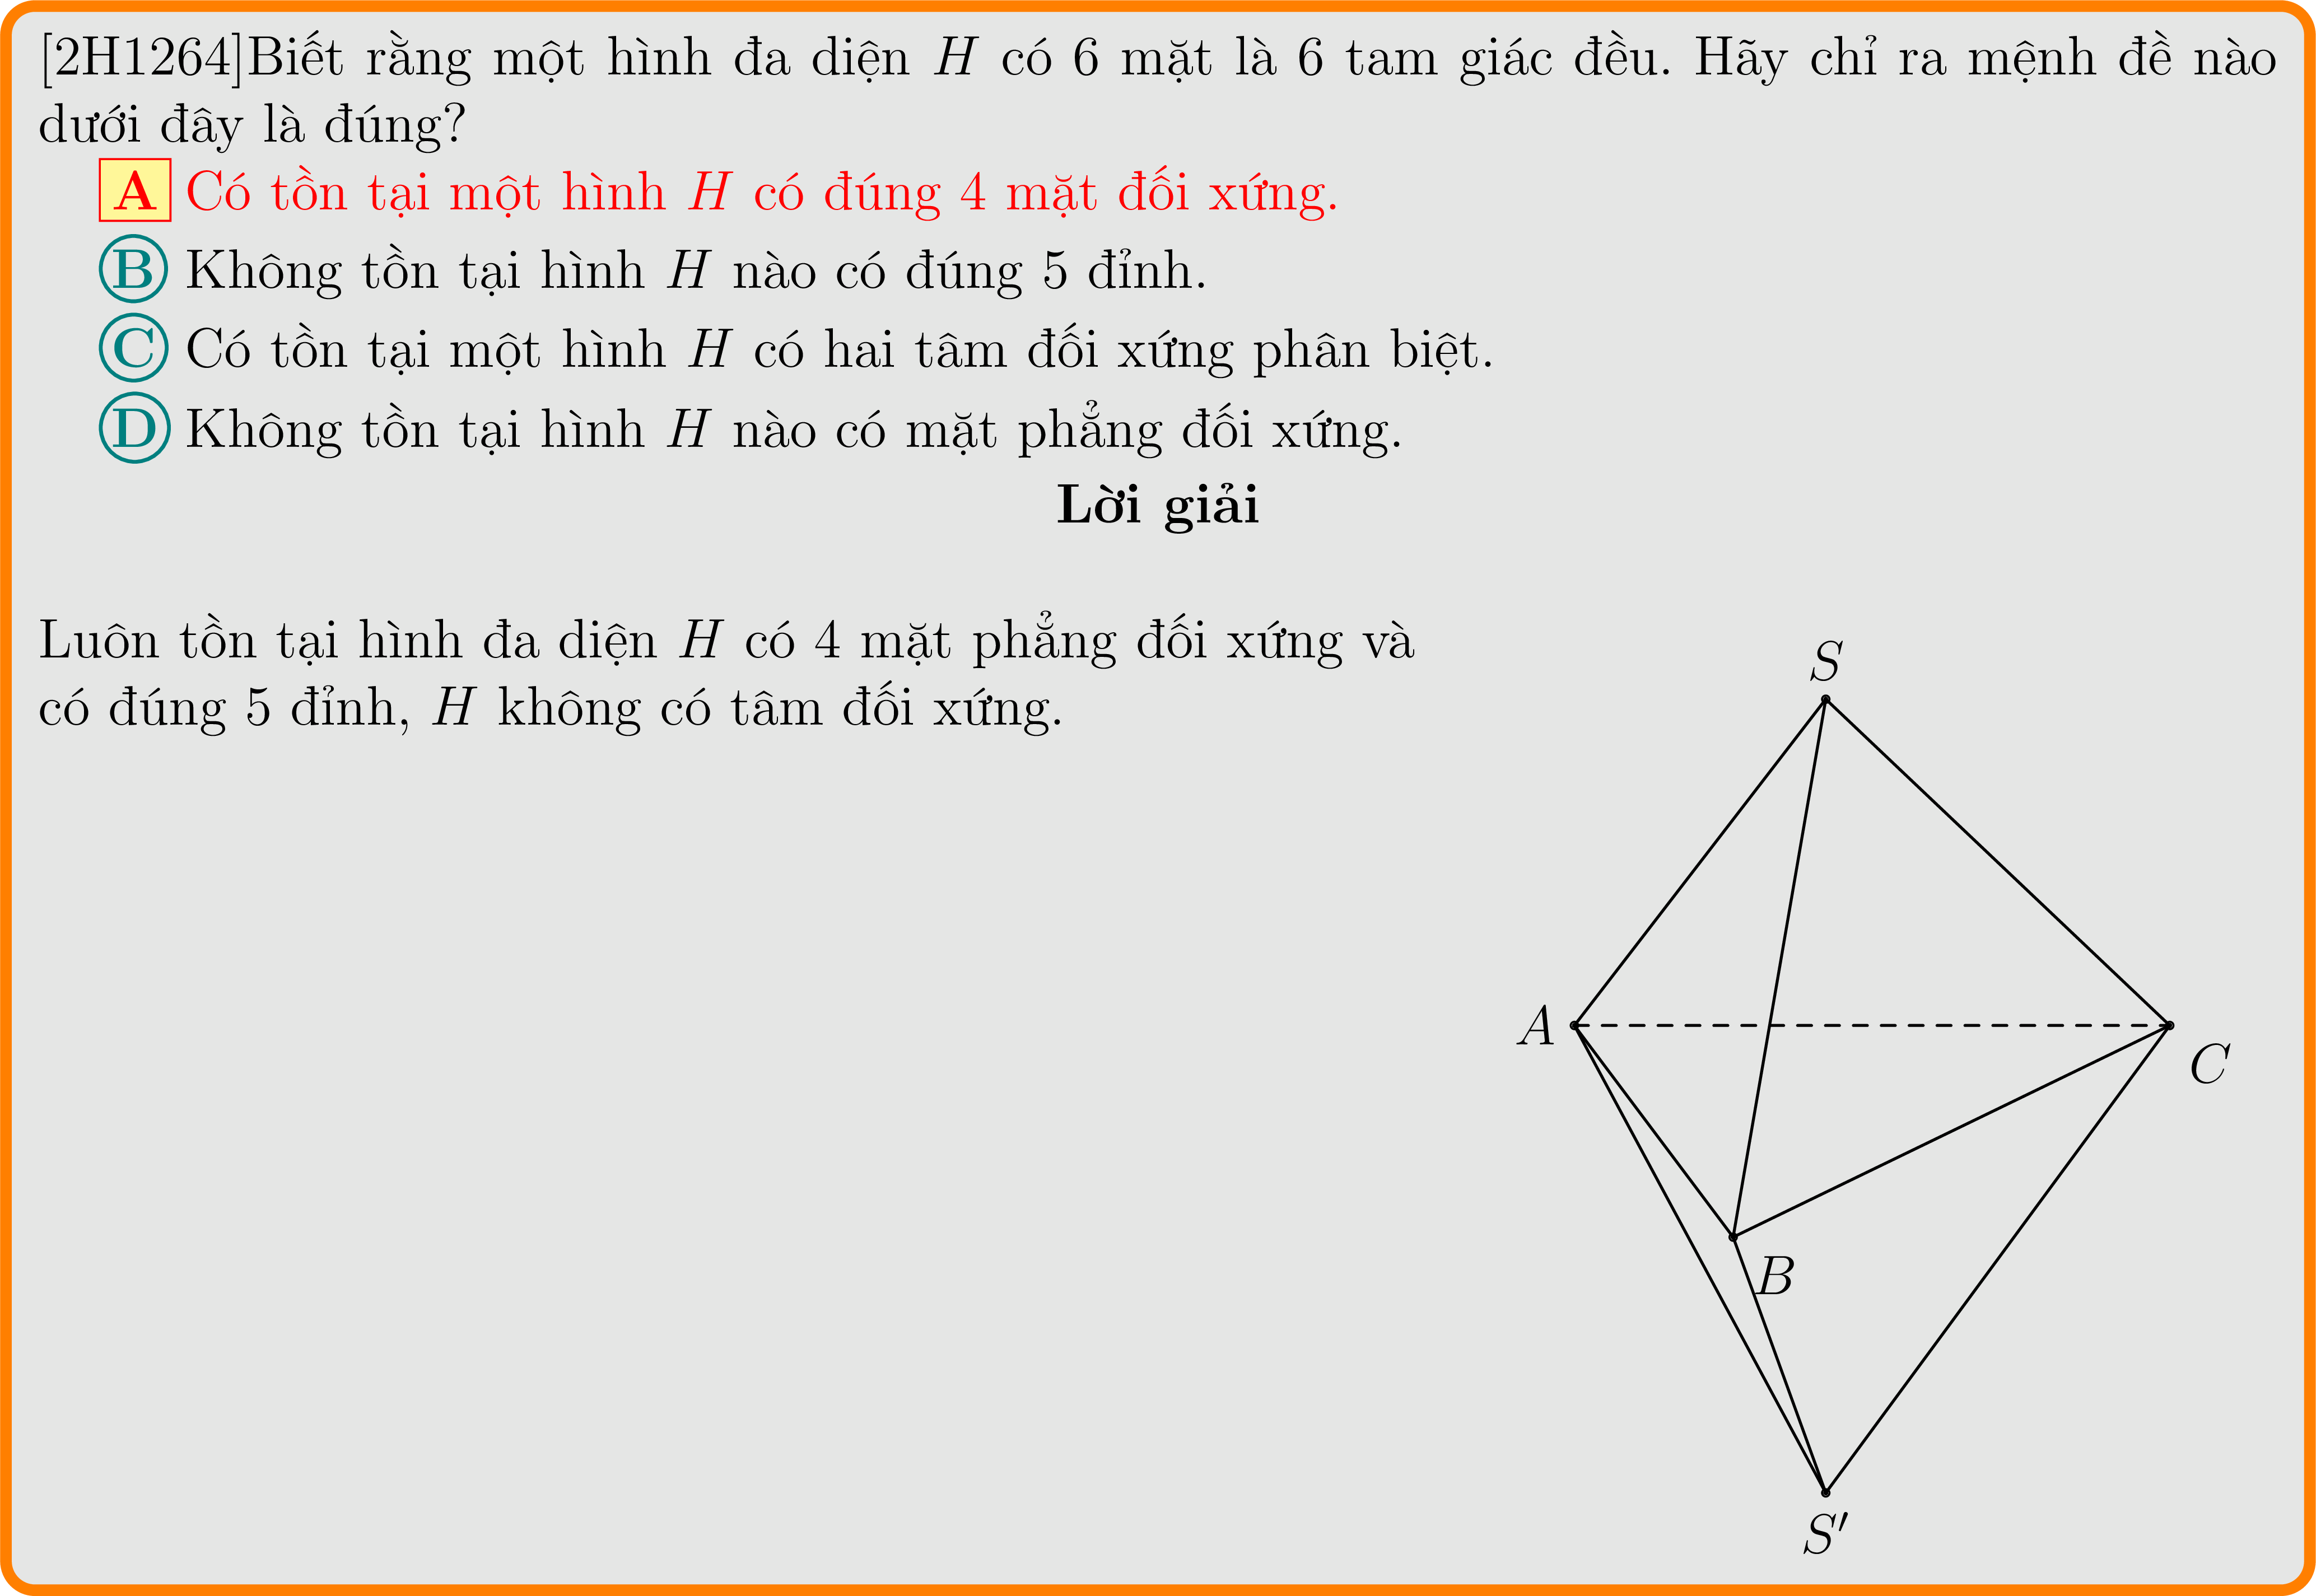 [2H1264]Biết rằng một hình đa diện H có 6 mặt là 6 tam giác đều. Hãy chỉ ra mệnh đề nào
dưới đây là đúng?
A Có tồn tại một hình H có đúng 4 mặt đối xứng.
B Không tồn tại hình H nào có đúng 5 đỉnh.
C Có tồn tại một hình H có hai tâm đối xứng phân biệt.
D Không tồn tại hình H nào có mặt phẳng đối xứng.
Lời giải
Luôn tồn tại hình đa diện H có 4 mặt phẳng đối xứng và
có đúng 5 đỉnh, H không có tâm đối xứng.
S
A
C
B
S′